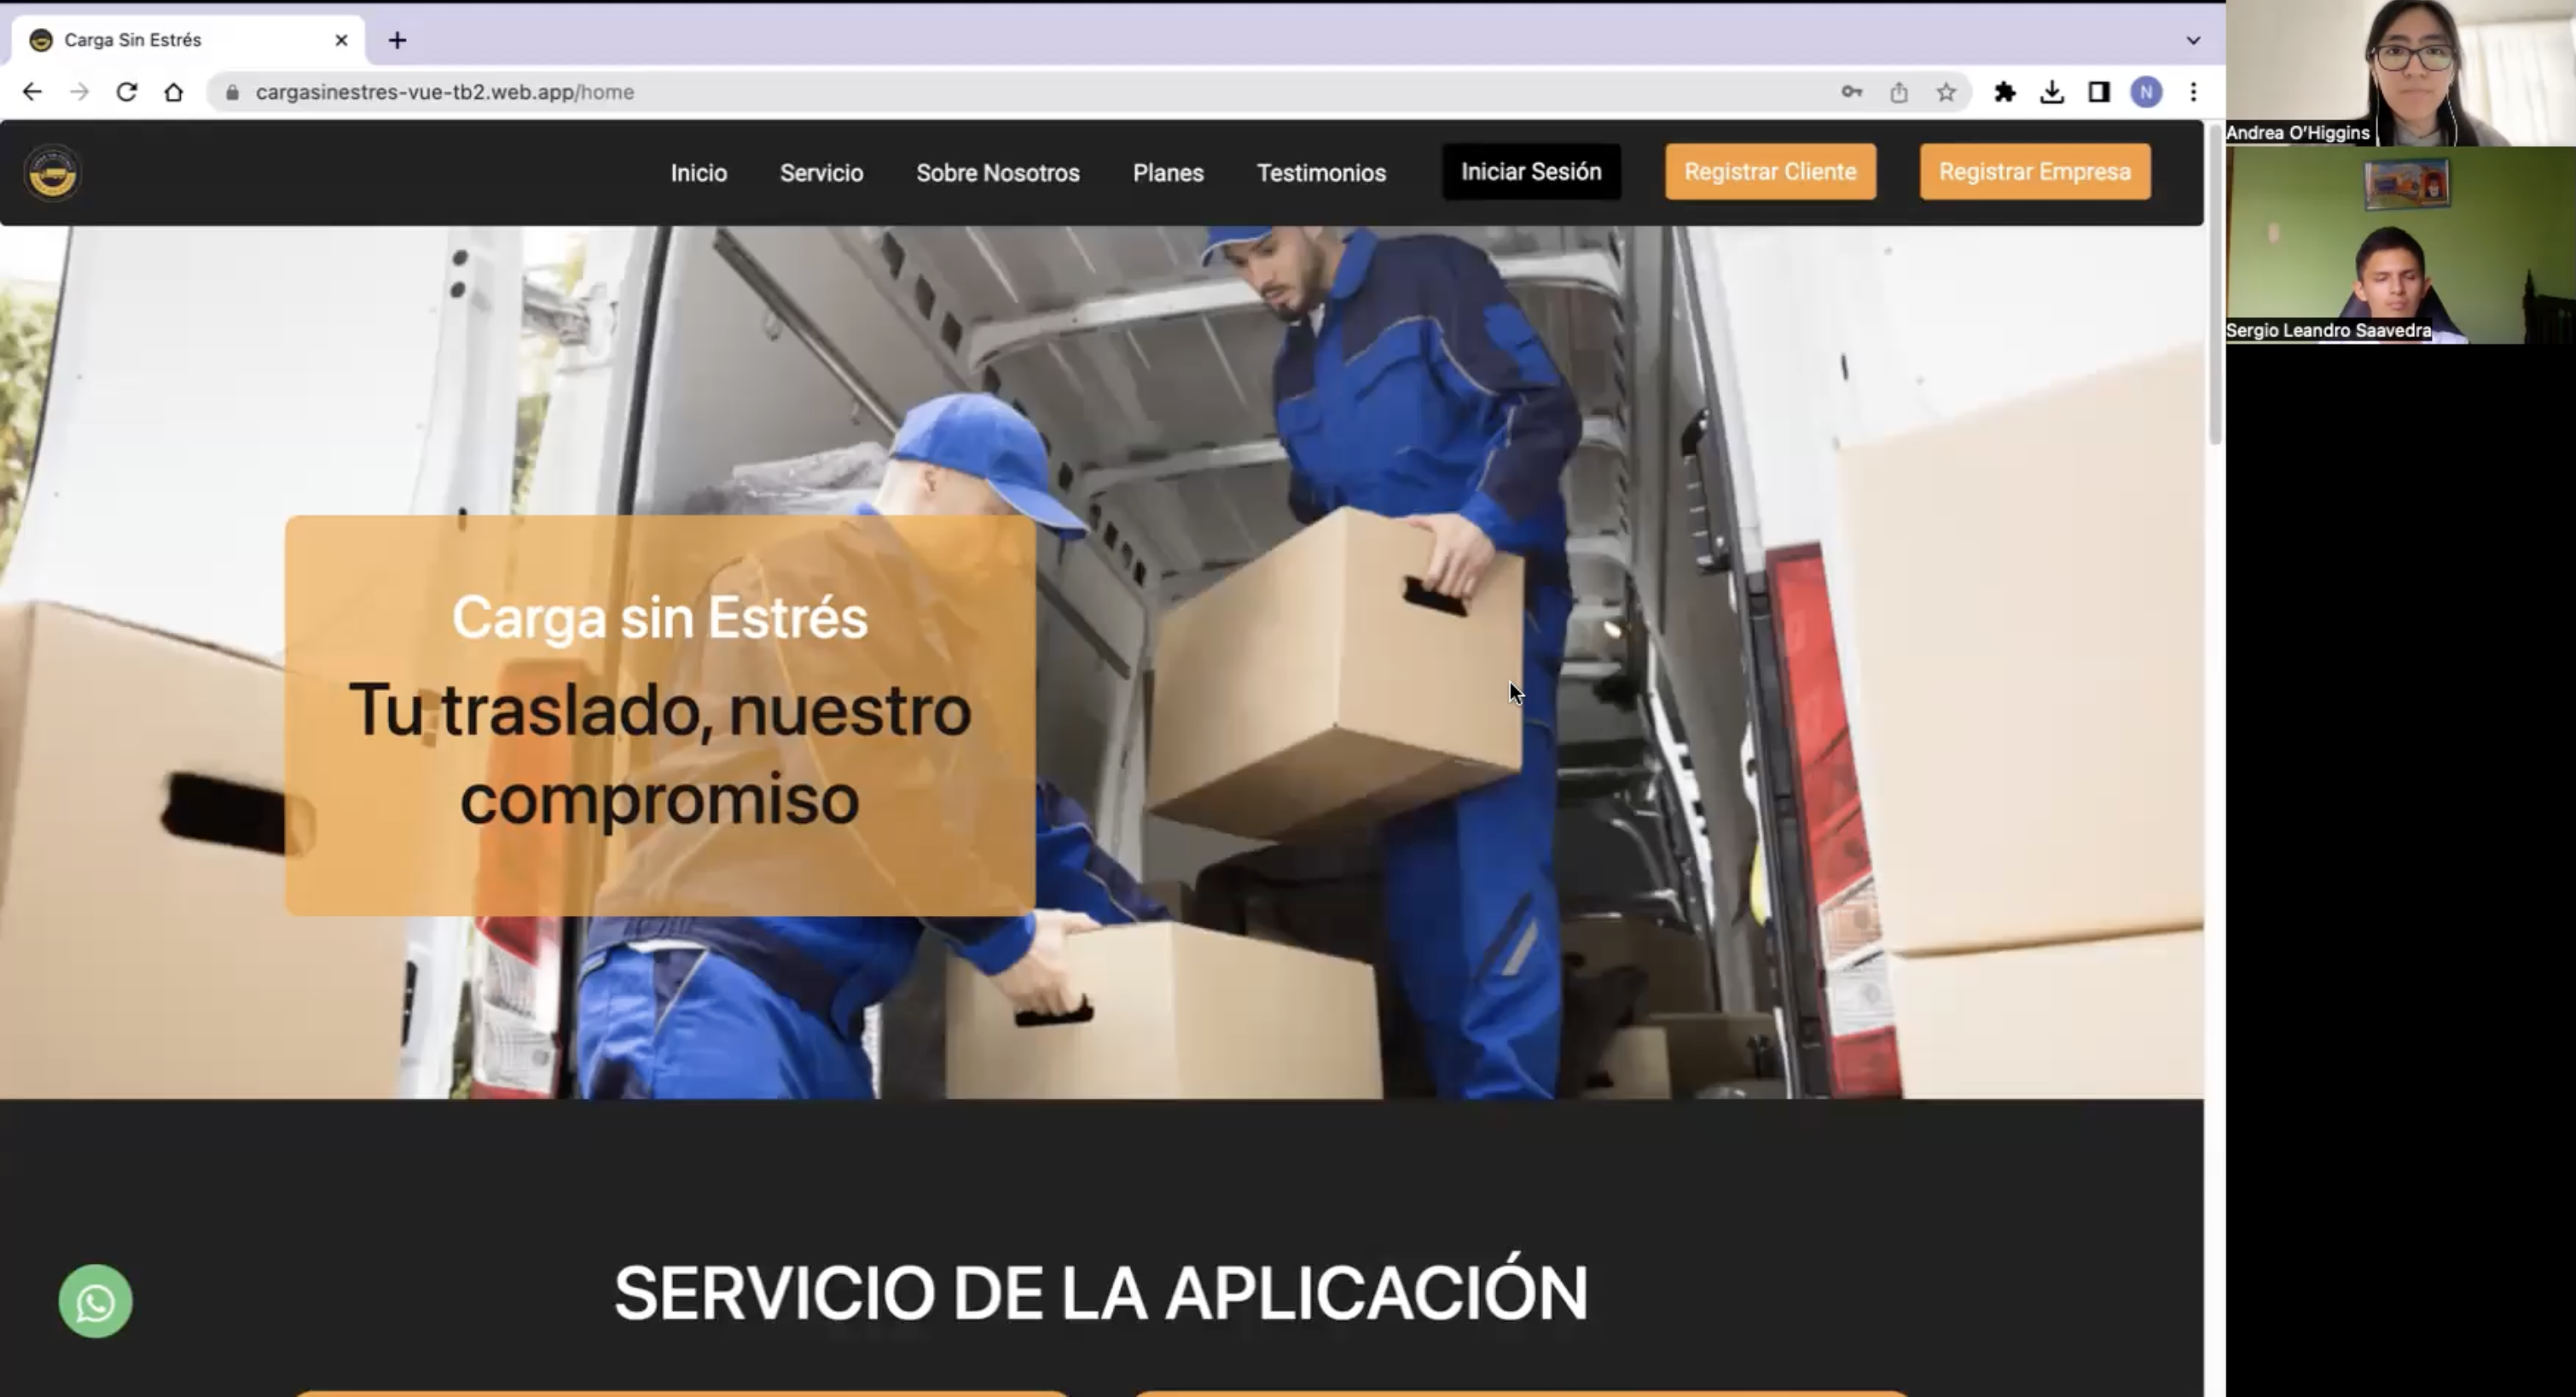 Carga Sin Estrés
cargasinestres-vue-tb2.web.app/home
N
Inicio Servicio Sobre Nosotros Planes Testimonios Iniciar Sesión Registrar Cliente Registrar Empresa
Carga sin Estrés
Tu traslado, nuestro
compromiso
SERVICIO DE LA APLICACIÓN
Andrea O'Higgins
Sergio Leandro Saavedra